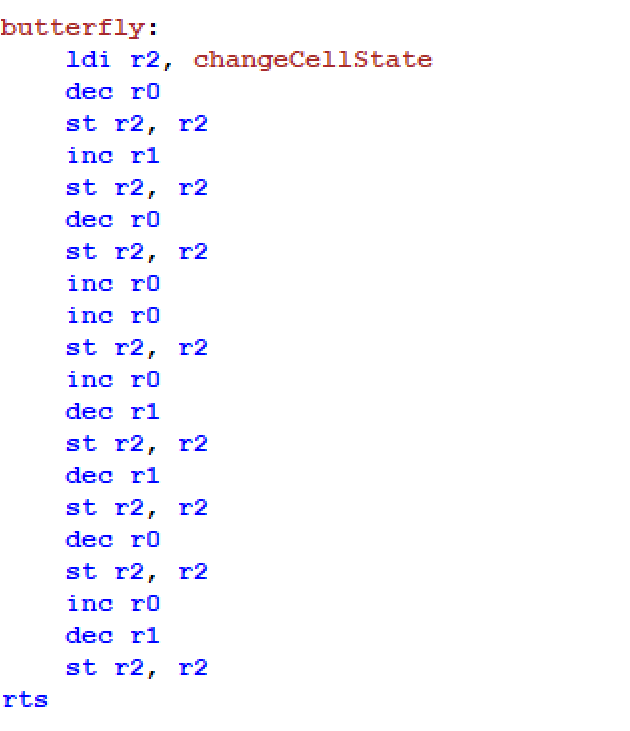 butterfly:
ldi r2, changeCellState
dec r0
st r2, r2
inc r1
st r2, r2
dec r0
st r2, r2
inc r0
inc r0
st r2, r2
inc r0
dec r1
st r2, r2
dec r1
st r2, r2
dec r0
st r2, r2
inc r0
dec r1
st r2, r2
rts